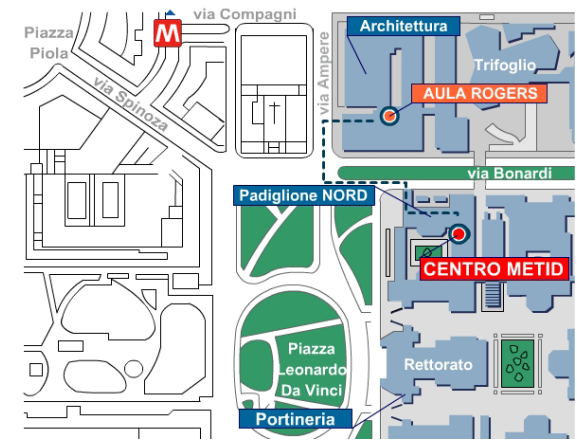 via Compagni
Piazza
Piola
M
via Spinoza
via Ampere
Architettura
Trifoglio
AULA ROGERS
via Bonardi
Padiglione NORD
CENTRO METID
Piazza
Leonardo
Da Vinci
Rettorato
Portineria